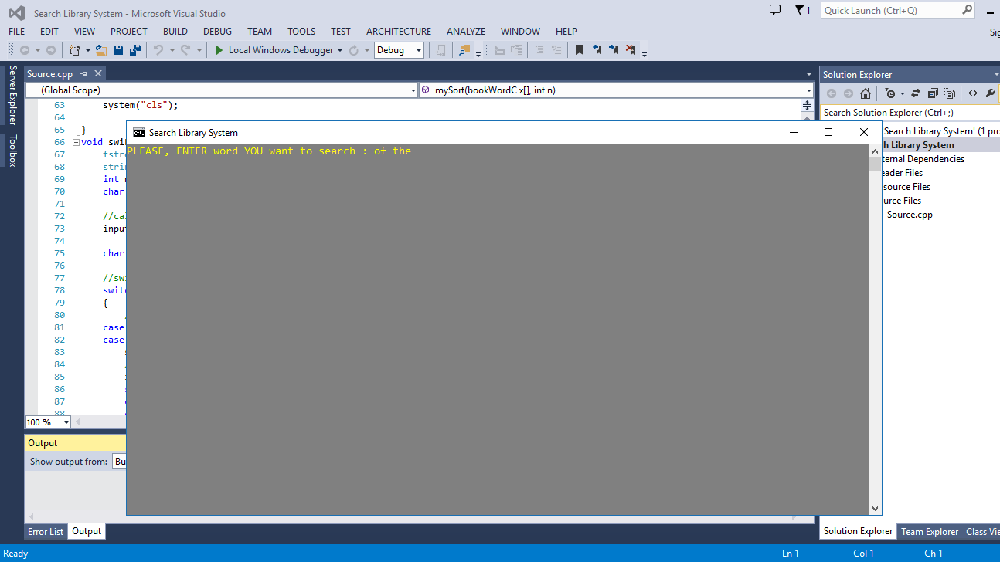 Search Library System - Microsoft Visual Studio
1
Quick Launch (Ctrl+Q)
FILE EDIT VIEW PROJECT BUILD DEBUG TEAM TOOLS TEST ARCHITECTURE ANALYZE WINDOW HELP
Local Windows Debugger
Debug
Server Explorer
Toolbox
Source.cpp
(Global Scope)
mySort(bookWordC x[], int n)
63 system("cls");
64
65 }
66 void swi
67 fstre
68 strin
69 int
70 char
71
72 //cal
73 input
74
75 char
76
77 //swi
78 switc
79 {
80
81 case
82 case
83
84
85
86
87
88
100 %
Search Library System
PLEASE, ENTER word YOU want to search : of the
Output
Show output from: Bu
Error List Output
Solution Explorer
Search Solution Explorer (Ctrl+;)
'Search Library System' (1 pro
h Library System
ternal Dependencies
eader Files
esource Files
urce Files
Source.cpp
Solution Explorer Team Explorer Class Vie
Ready
Ln 1 Col 1 Ch 1